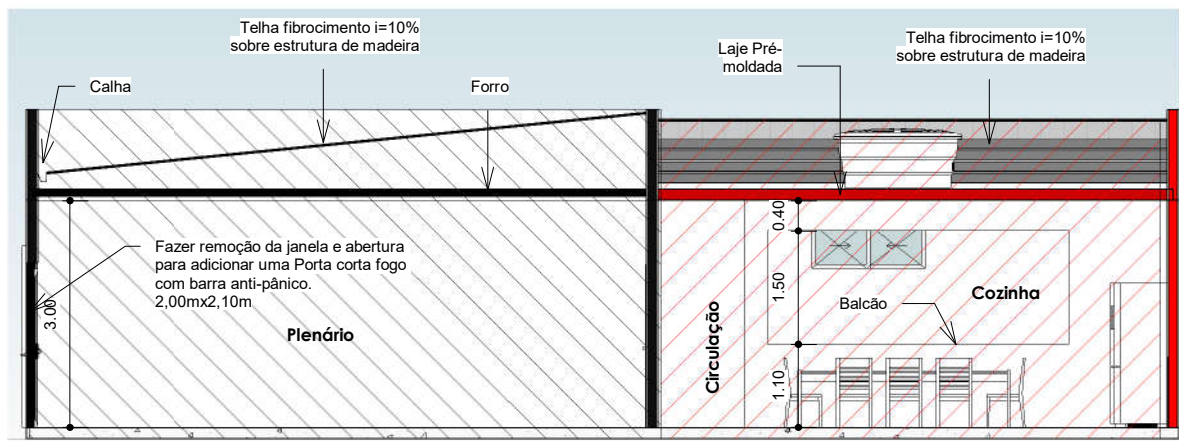 Telha fibrocimento i=10%
sobre estrutura de madeira
Calha
Forro
Laje Pré-
moldada
Telha fibrocimento i=10%
sobre estrutura de madeira
Fazer remoção da janela e abertura
para adicionar uma Porta corta fogo
com barra anti-pânico.
2,00mx2,10m
3.00
Plenário
Circulação
0.40
1.50
1.10
Balcão
Cozinha